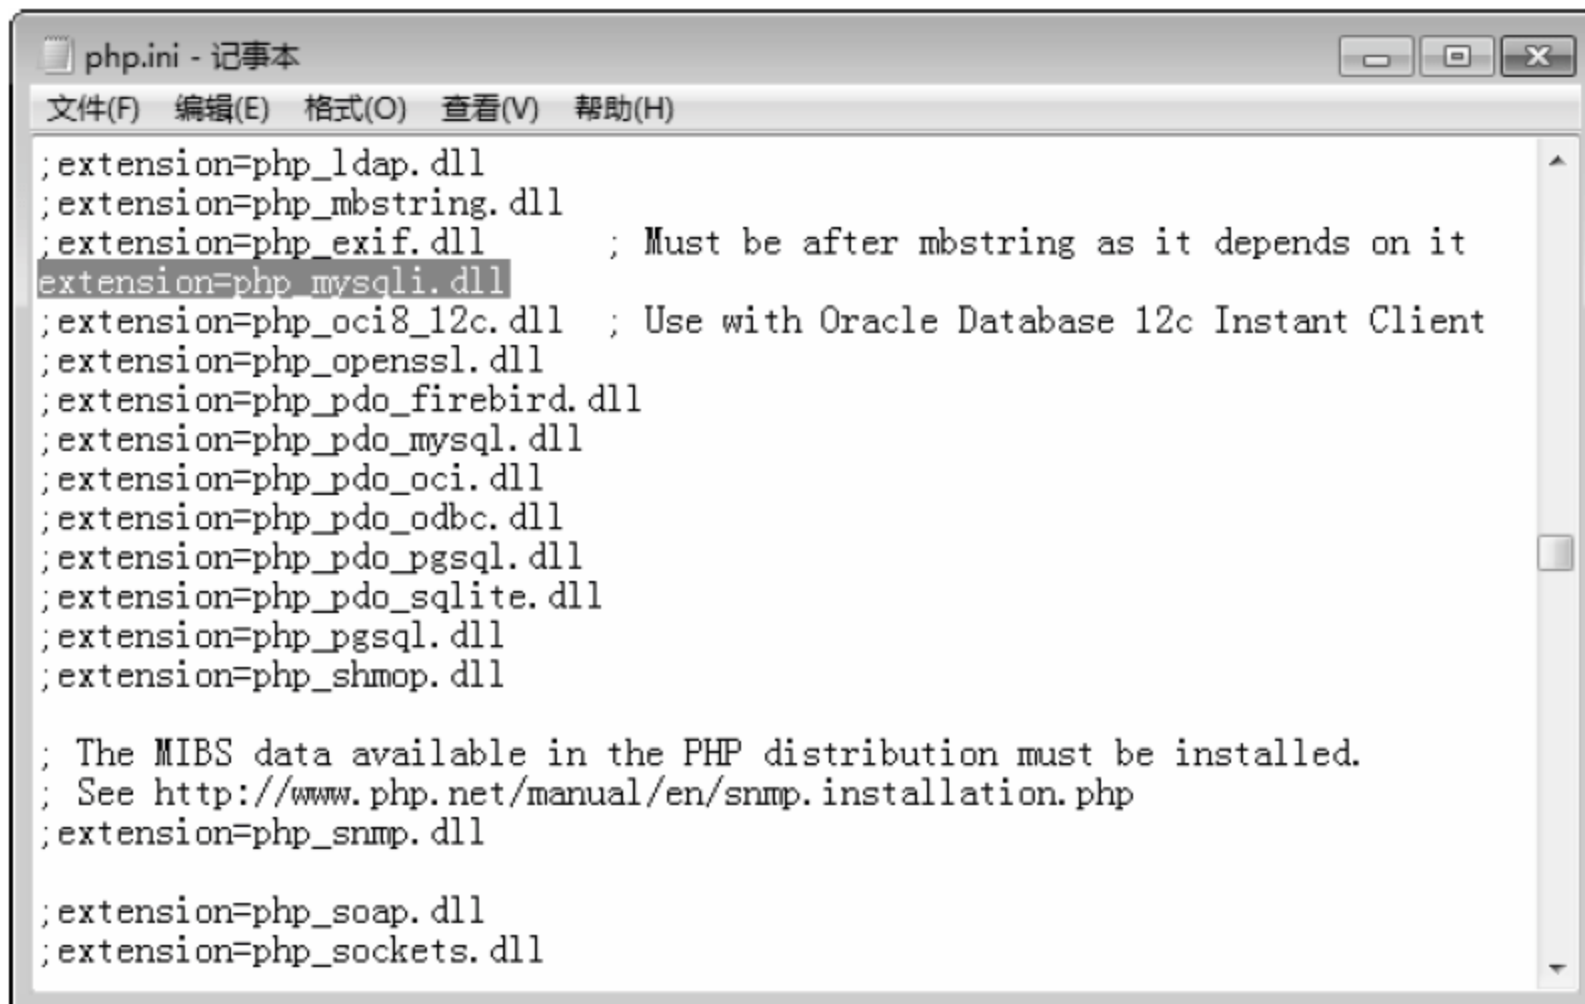 php.ini - 记事本
文件(F) 编辑(E) 格式(O) 查看(V) 帮助(H)
;extension=php_ldap.dll
;extension=php_mbstring.dll
;extension=php_exif.dll      ; Must be after mbstring as it depends on it
extension=php_mysqli.dll
;extension=php_oci8_12c.dll  ; Use with Oracle Database 12c Instant Client
;extension=php_openssl.dll
;extension=php_pdo_firebird.dll
;extension=php_pdo_mysql.dll
;extension=php_pdo_oci.dll
;extension=php_pdo_odbc.dll
;extension=php_pdo_pgsql.dll
;extension=php_pdo_sqlite.dll
;extension=php_pgsql.dll
;extension=php_shmop.dll
; The MIBS data available in the PHP distribution must be installed.
; See http://www.php.net/manual/en/snmp.installation.php
;extension=php_snmp.dll
;extension=php_soap.dll
;extension=php_sockets.dll